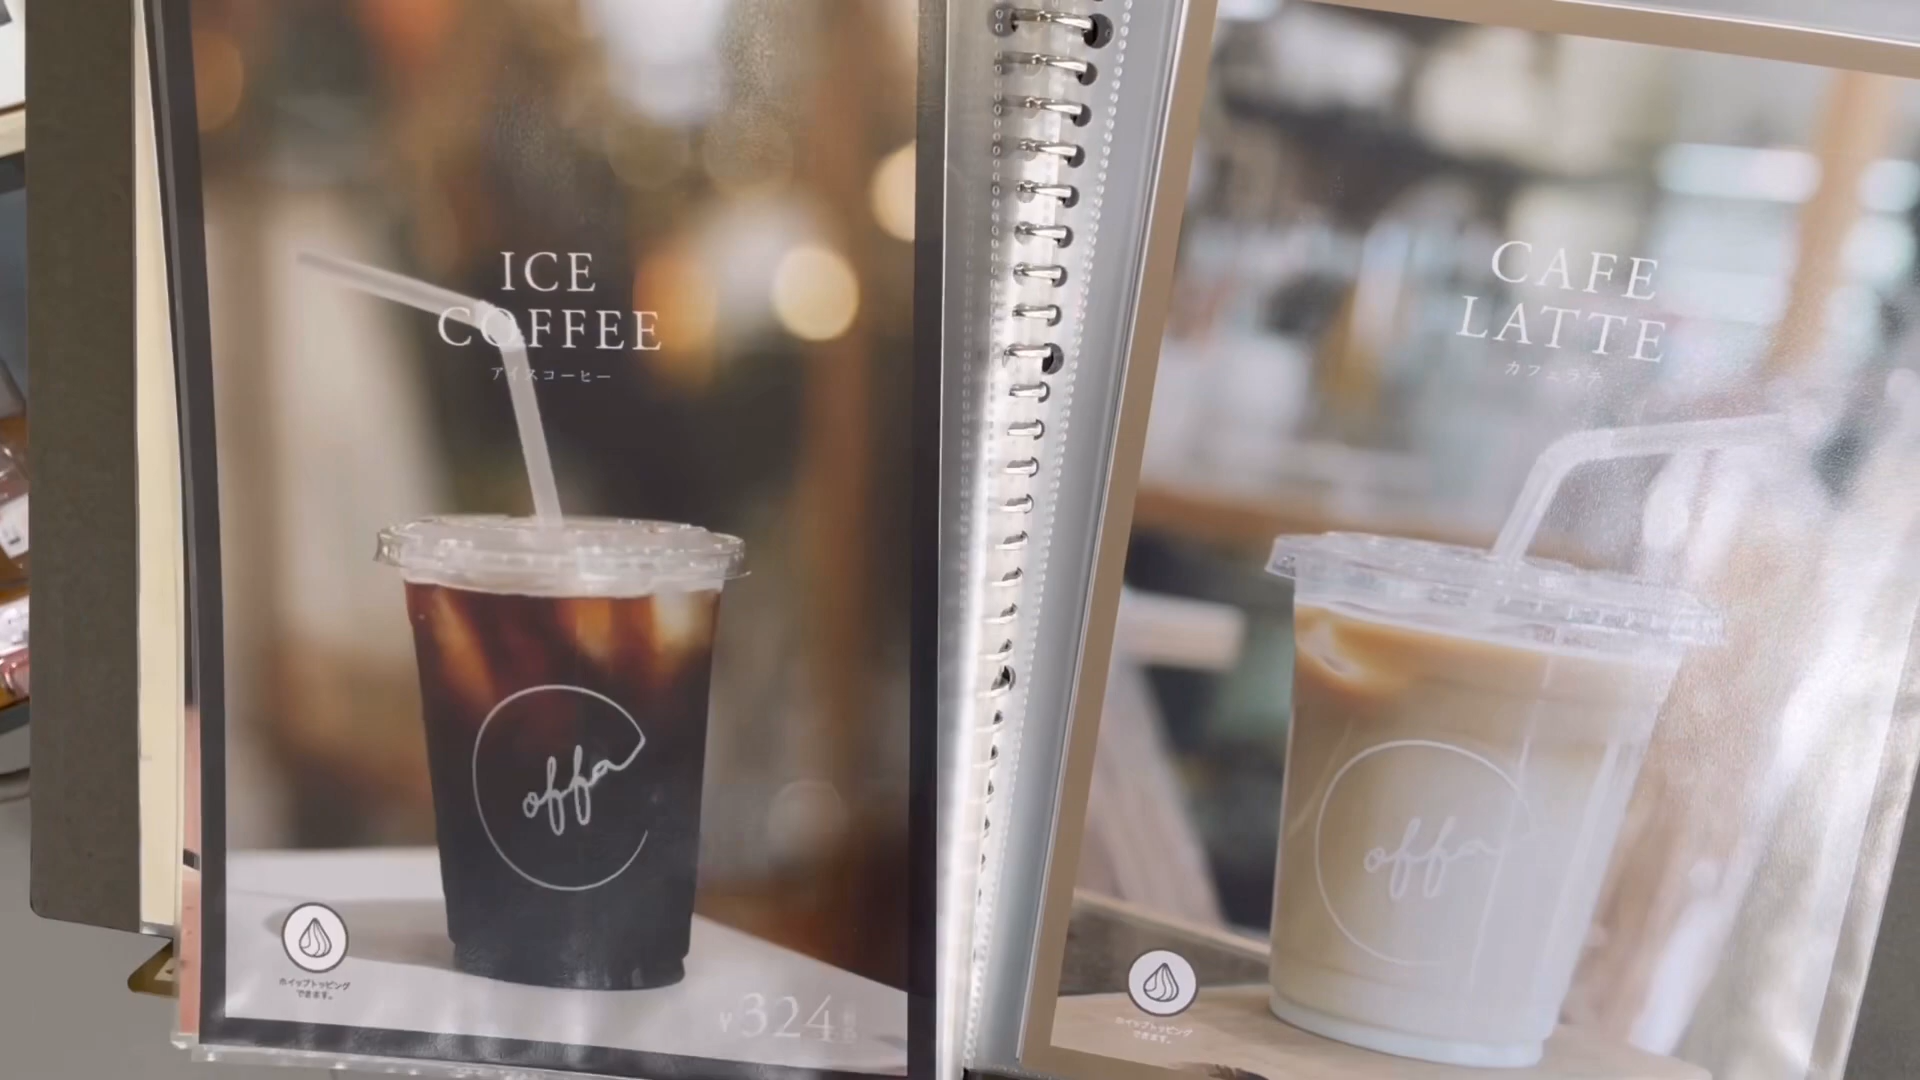 ICE
COFFEE
アイスコーヒー
offa
ホイップトッピング
できます。
¥324
CAFE
LATTE
カフェラテ
offa
ホイップトッピング
できます。